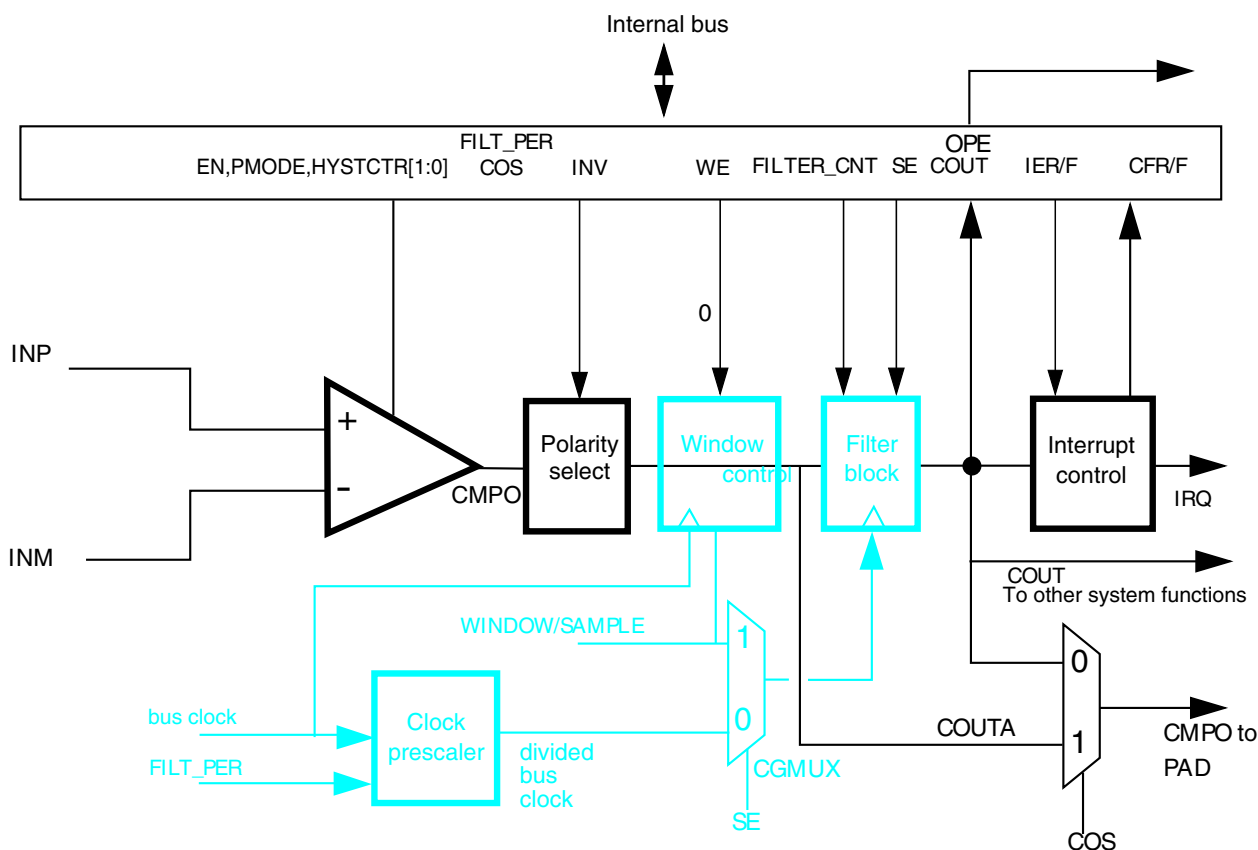 Internal bus
FILT_PER
OPE
EN,PMODE,HYSTCTR[1:0]
COS
INV
WE
FILTER_CNT
SE
COUT
IER/F
CFR/F
0
INP
+
-
INM
CMPO
Polarity
select
Window
control
Filter
block
Interrupt
control
IRQ
COUT
To other system functions
WINDOW/SAMPLE
1
0
bus clock
FILT_PER
Clock
prescaler
divided
bus
clock
CGMUX
SE
COUTA
0
1
CMPO to
PAD
COS